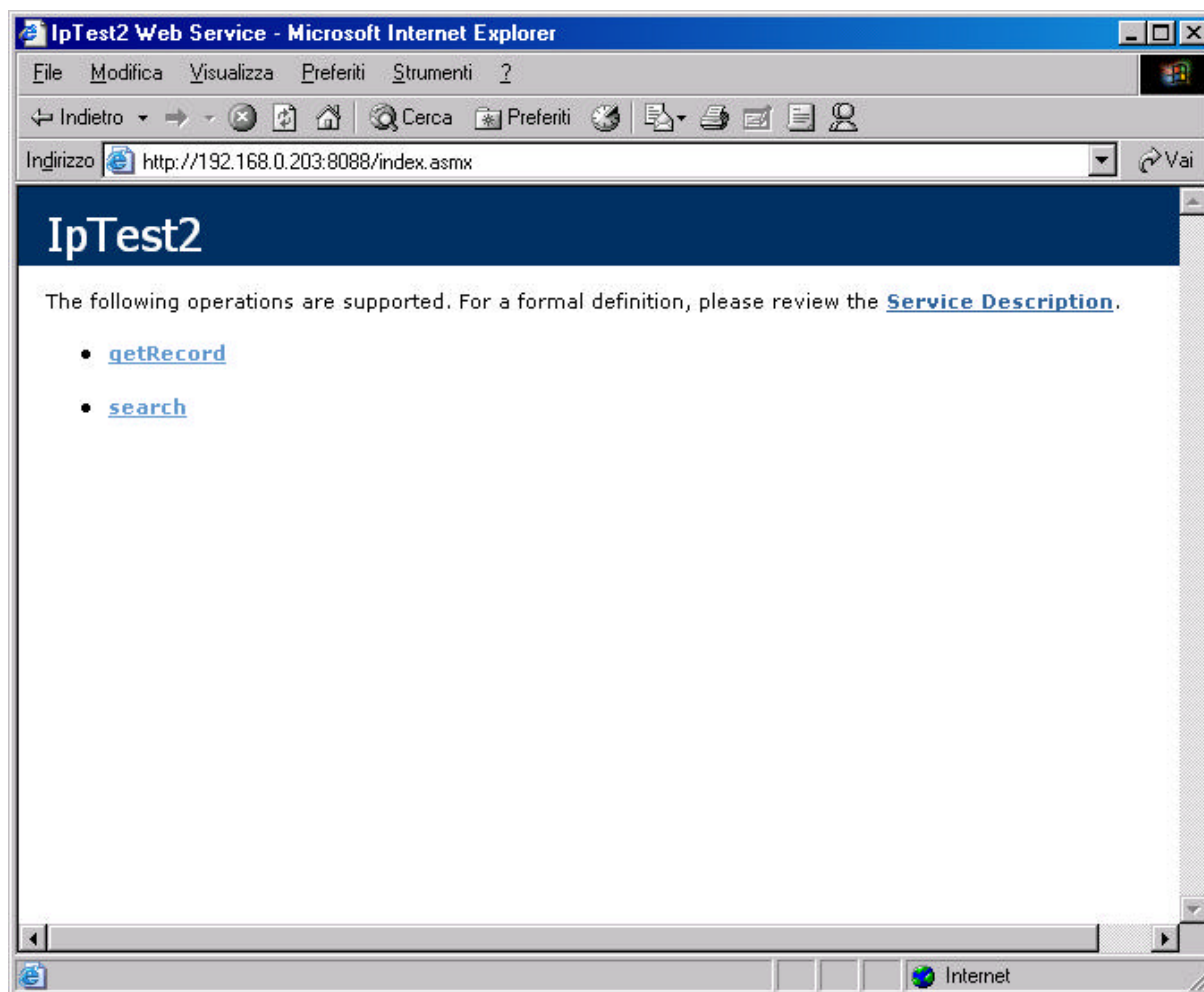 IpTest2 Web Service - Microsoft Internet Explorer
File Modifica Visualizza Preferiti Strumenti ?
Indietro Cerca Preferiti
Indirizzo http://192.168.0.203:8088/index.asmx Vai
IpTest2
The following operations are supported. For a formal definition, please review the Service Description.
getRecord
search
Internet